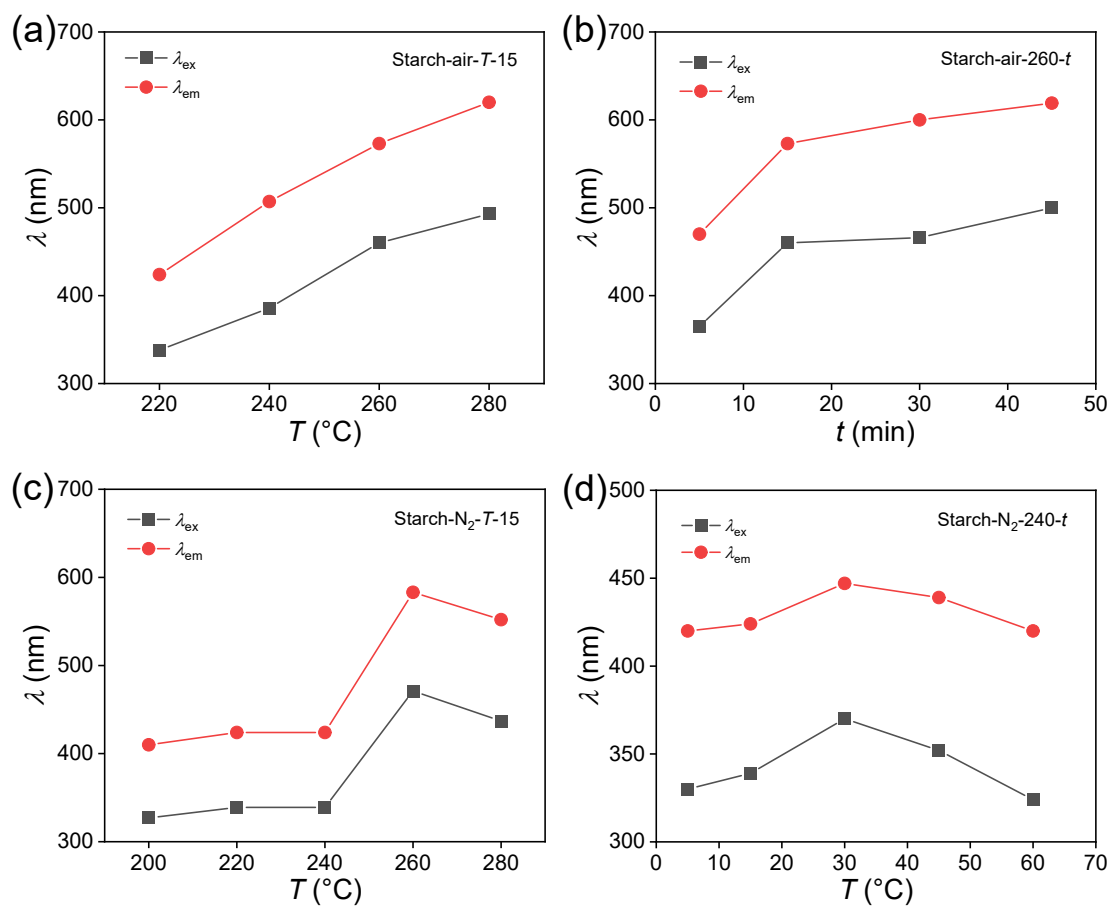 (a)
700
600
500
400
300
λ (nm)
λex
λem
Starch-air-T-15
220 240 260 280
T (°C)
(b)
700
600
500
400
300
λ (nm)
λex
λem
Starch-air-260-t
0 10 20 30 40 50
t (min)
(c)
700
600
500
400
300
λ (nm)
λex
λem
Starch-N₂-T-15
200 220 240 260 280
T (°C)
(d)
500
450
400
350
300
λ (nm)
λex
λem
Starch-N₂-240-t
0 10 20 30 40 50 60 70
T (°C)